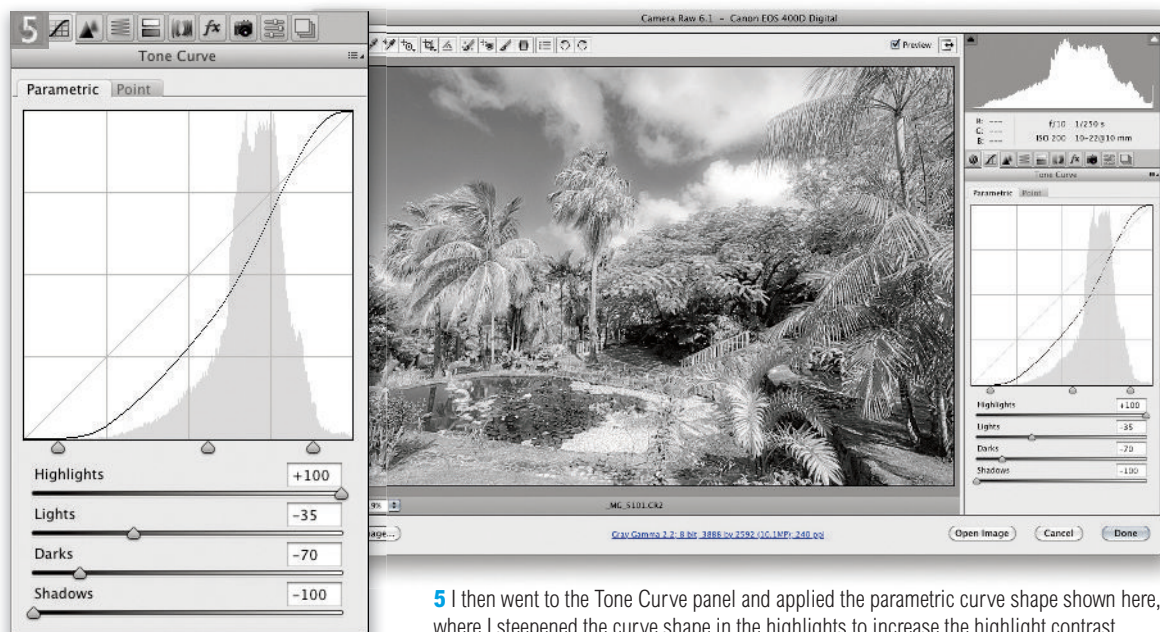 5
fx
Tone Curve
Parametric Point
Highlights +100
Lights -35
Darks -70
Shadows -100
Camera Raw 6.1 - Canon EOS 400D Digital
Preview
R: ---
G: ---
B: ---
f/10 1/250 s
ISO 200 10-22@10 mm
fx
Tone Curve
Parametric Point
Highlights +100
Lights -35
Darks -70
Shadows -100
_MG_5101.CR2
Gray Gamma 2.2; 8 bit; 3888 by 2592 (10.1MP); 240 ppi
Open Image Cancel Done
5 I then went to the Tone Curve panel and applied the parametric curve shape shown here,
where I steepened the curve shape in the highlights to increase the highlight contrast